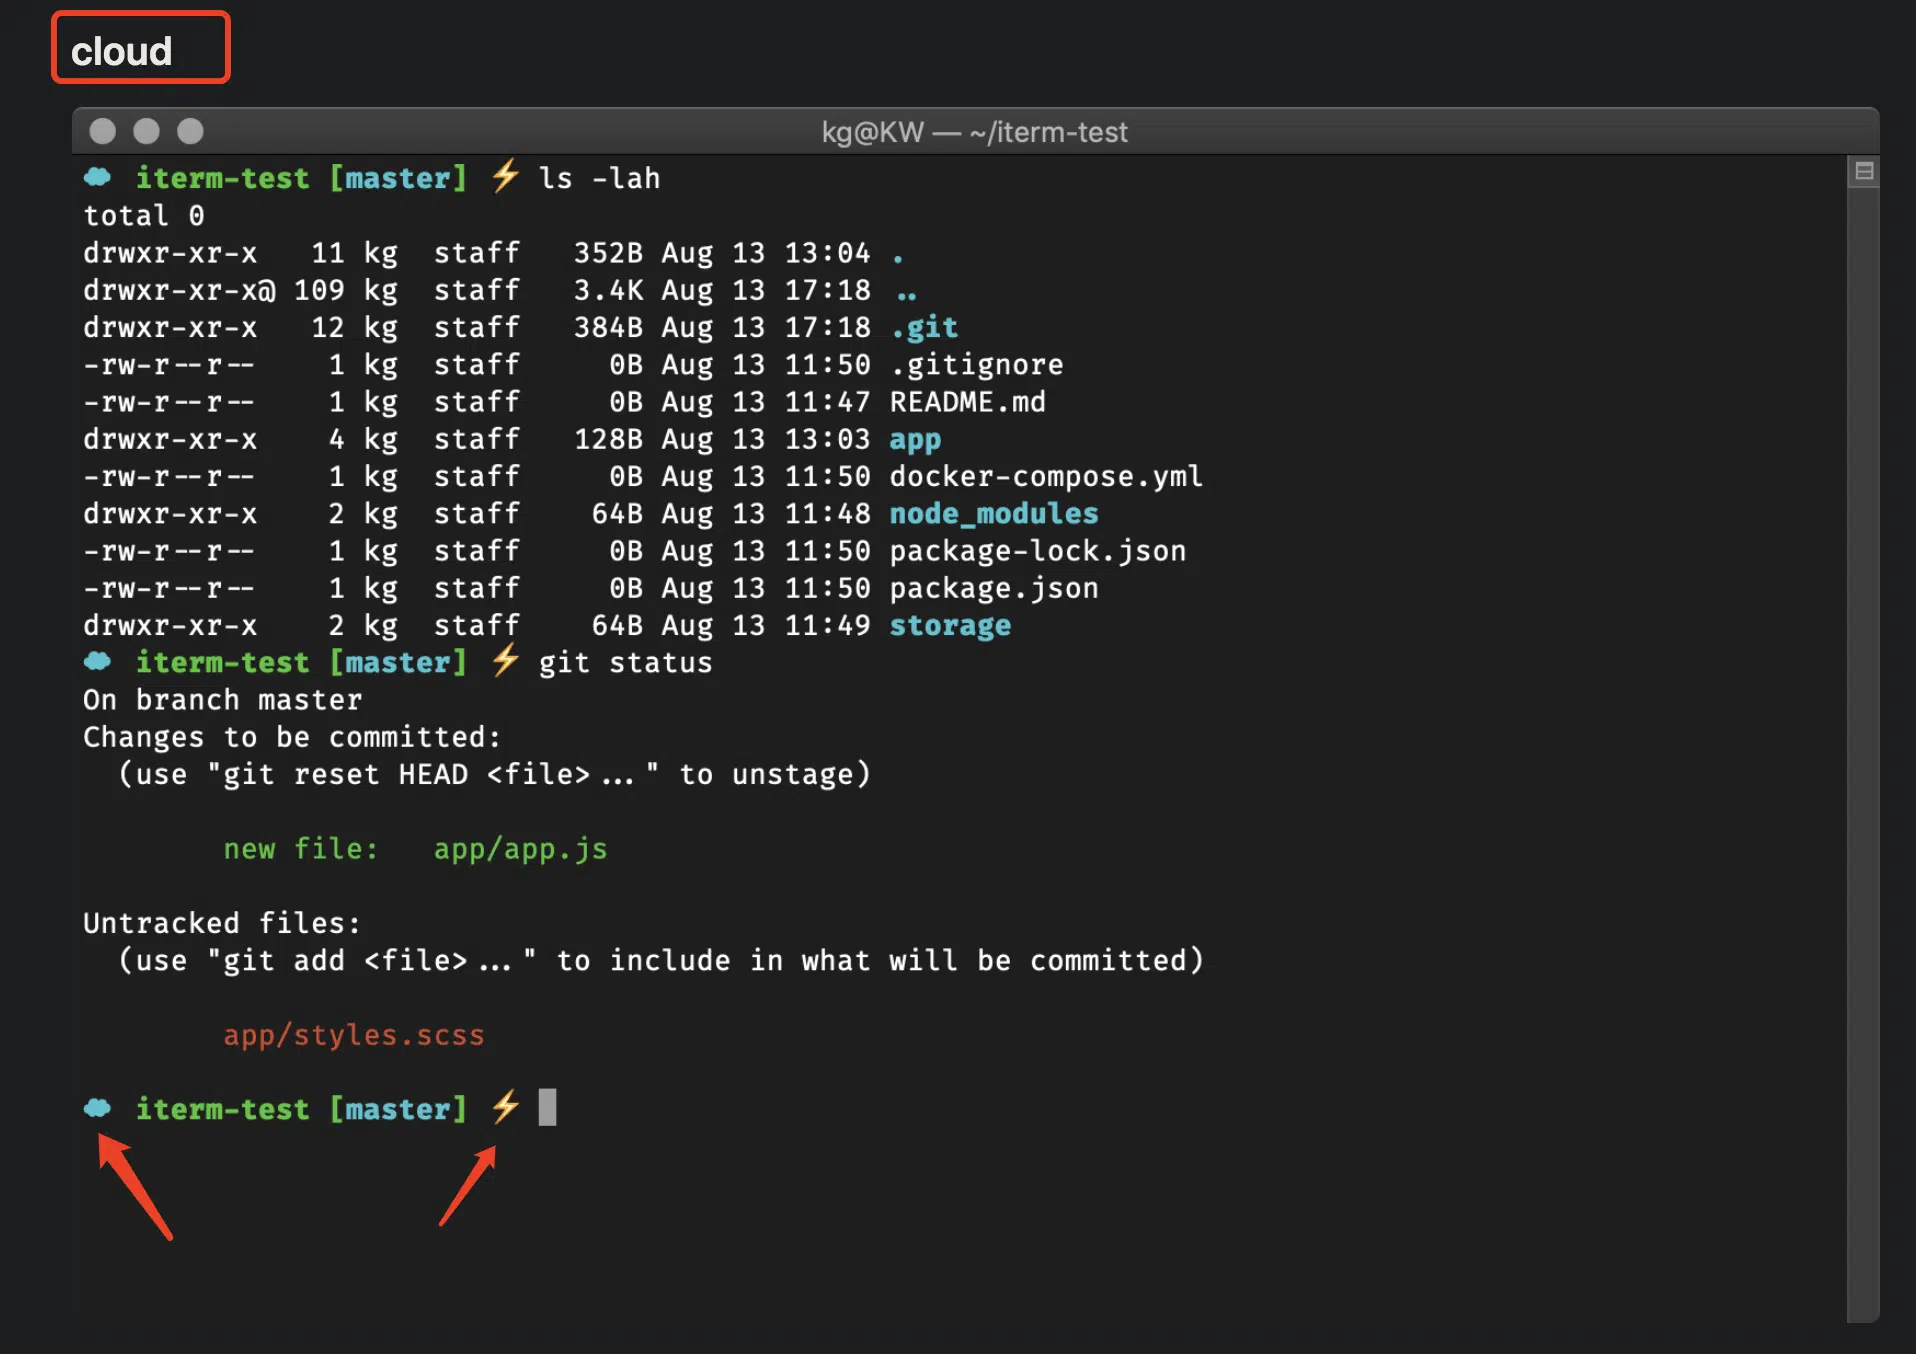 cloud
kg@KW — ~/iterm-test
☁ iterm-test [master] ⚡ ls -lah
total 0
drwxr-xr-x   11 kg  staff   352B Aug 13 13:04 .
drwxr-xr-x@ 109 kg  staff   3.4K Aug 13 17:18 ..
drwxr-xr-x   12 kg  staff   384B Aug 13 17:18 .git
-rw-r--r--    1 kg  staff     0B Aug 13 11:50 .gitignore
-rw-r--r--    1 kg  staff     0B Aug 13 11:47 README.md
drwxr-xr-x    4 kg  staff   128B Aug 13 13:03 app
-rw-r--r--    1 kg  staff     0B Aug 13 11:50 docker-compose.yml
drwxr-xr-x    2 kg  staff    64B Aug 13 11:48 node_modules
-rw-r--r--    1 kg  staff     0B Aug 13 11:50 package-lock.json
-rw-r--r--    1 kg  staff     0B Aug 13 11:50 package.json
drwxr-xr-x    2 kg  staff    64B Aug 13 11:49 storage
☁ iterm-test [master] ⚡ git status
On branch master
Changes to be committed:
  (use "git reset HEAD <file>..." to unstage)
        new file:   app/app.js
Untracked files:
  (use "git add <file>..." to include in what will be committed)
        app/styles.scss
☁ iterm-test [master] ⚡